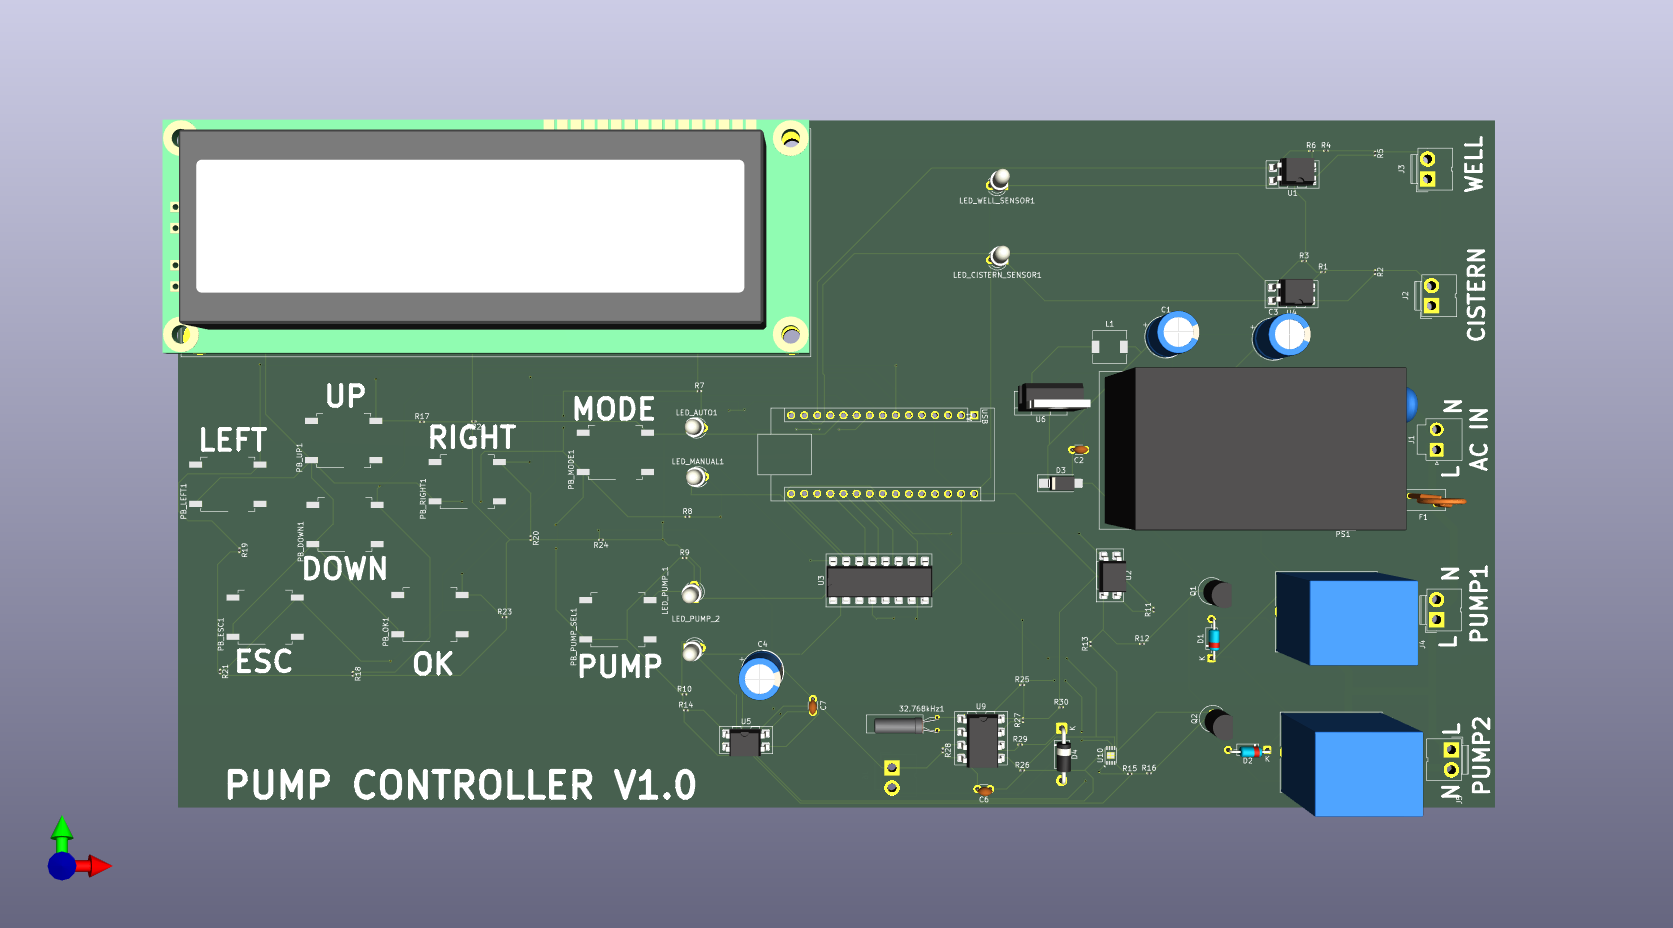 R6 R4
R5
J3
WELL
U1
LED_WELL_SENSOR1
R3
R1
R2
LED_CISTERN_SENSOR1
J2
CISTERN
C1
C3
U4
L1
R7
UP
MODE
LED_AUTO1
R17
U6
N
J1
AC IN
L
LEFT
RIGHT
PB_UP1
PB_MODE1
LED_MANUAL1
C2
D3
PB_LEFT1
PB_RIGHT1
F1
R8
PS1
PB_DOWN1
R19
R20
R24
R9
DOWN
LED_PUMP_1
U3
U2
Q1
N
PUMP1
L
J4
PB_ESC1
PB_OK1
R23
PB_PUMP_SEL1
LED_PUMP_2
R11
R13
R12
D1
K
ESC
OK
PUMP
R21
R18
C4
R10
R14
C7
R25
R30
32.768kHz1
U9
R27
U5
R28
R29
R26
K
D4
U10
R15 R16
Q2
D2
K
L
PUMP2
N
J5
C6
PUMP CONTROLLER V1.0